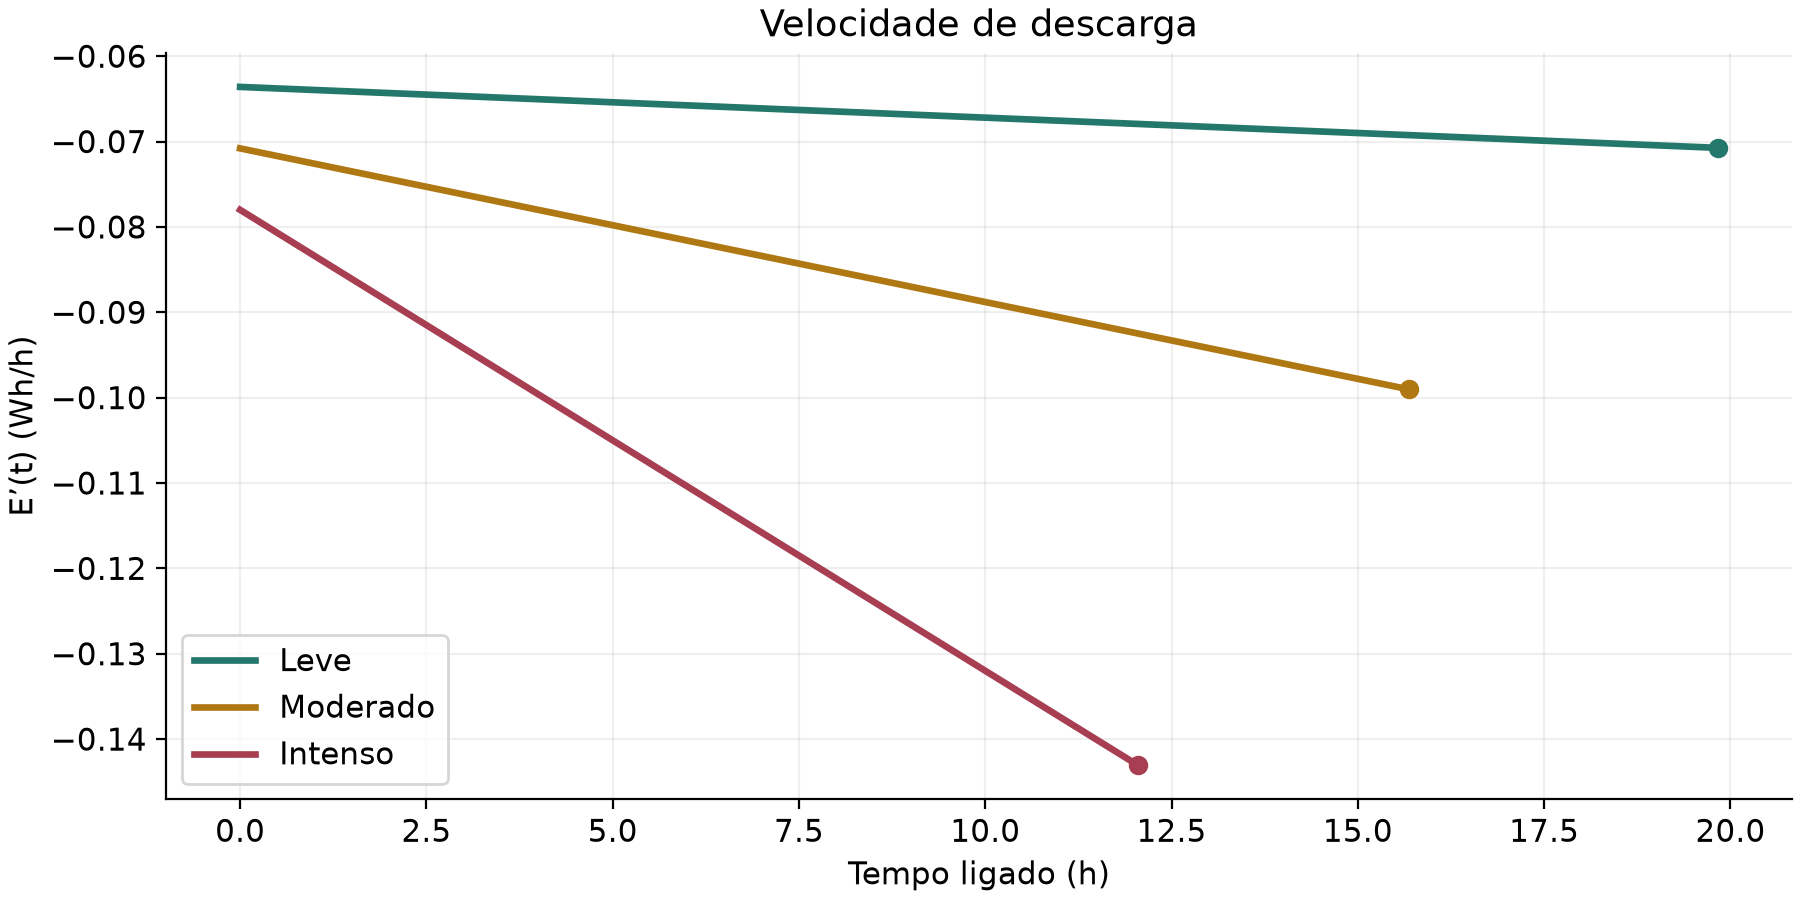 Velocidade de descarga
E’(t) (Wh/h)
−0.06
−0.07
−0.08
−0.09
−0.10
−0.11
−0.12
−0.13
−0.14
Leve
Moderado
Intenso
0.0 2.5 5.0 7.5 10.0 12.5 15.0 17.5 20.0
Tempo ligado (h)